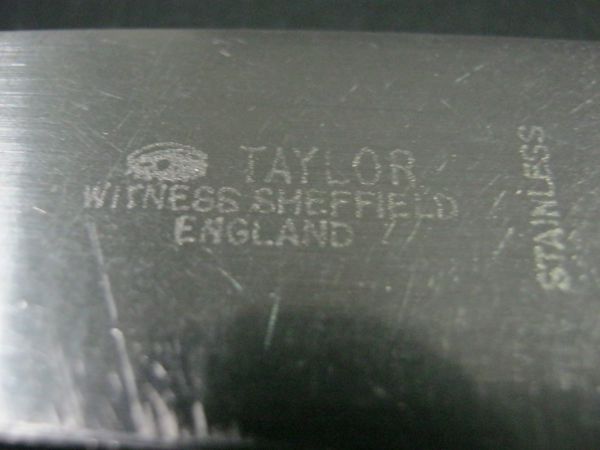 TAYLOR
WITNESS SHEFFIELD
ENGLAND
STAINLESS